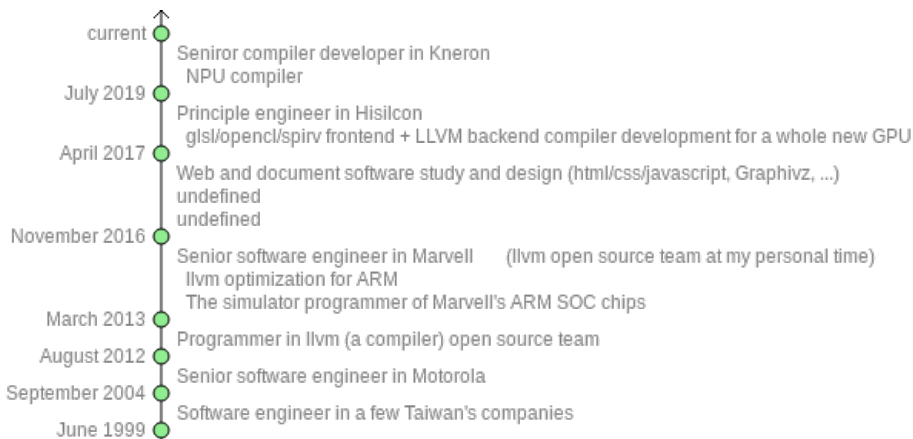 current
Seniror compiler developer in Kneron
NPU compiler
July 2019
Principle engineer in Hisilcon
glsl/opencl/spirv frontend + LLVM backend compiler development for a whole new GPU
April 2017
Web and document software study and design (html/css/javascript, Graphivz, ...)
undefined
undefined
November 2016
Senior software engineer in Marvell (llvm open source team at my personal time)
llvm optimization for ARM
The simulator programmer of Marvell's ARM SOC chips
March 2013
Programmer in llvm (a compiler) open source team
August 2012
Senior software engineer in Motorola
September 2004
Software engineer in a few Taiwan's companies
June 1999